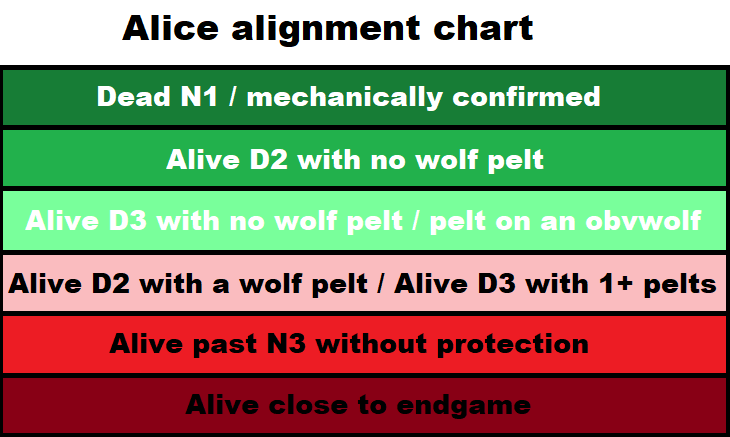 Alice alignment chart
Dead N1 / mechanically confirmed
Alive D2 with no wolf pelt
Alive D3 with no wolf pelt / pelt on an obvwolf
Alive D2 with a wolf pelt / Alive D3 with 1+ pelts
Alive past N3 without protection
Alive close to endgame